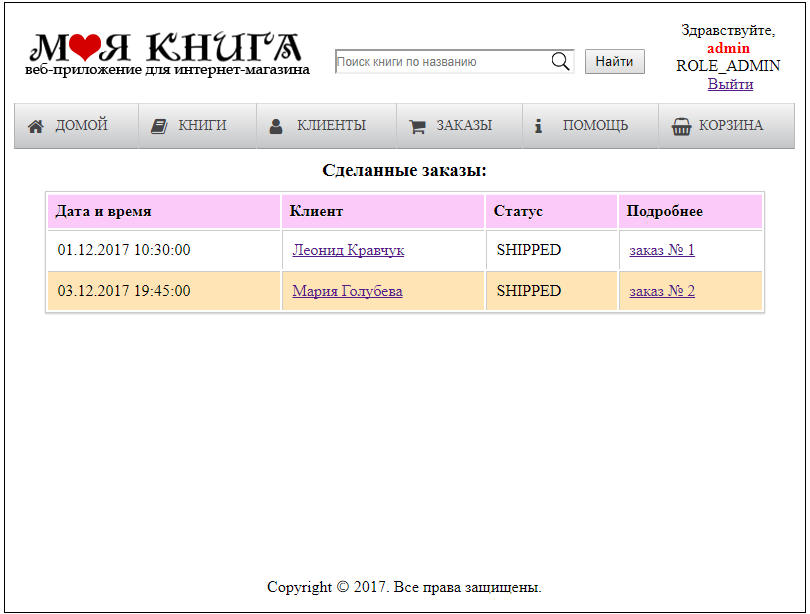 М❤Я КНИГА
веб-приложение для интернет-магазина
Поиск книги по названию
Найти
Здравствуйте,
admin
ROLE_ADMIN
Выйти
ДОМОЙ КНИГИ КЛИЕНТЫ ЗАКАЗЫ ПОМОЩЬ КОРЗИНА
Сделанные заказы:
Дата и время Клиент Статус Подробнее
01.12.2017 10:30:00 Леонид Кравчук SHIPPED заказ № 1
03.12.2017 19:45:00 Мария Голубева SHIPPED заказ № 2
Copyright © 2017. Все права защищены.